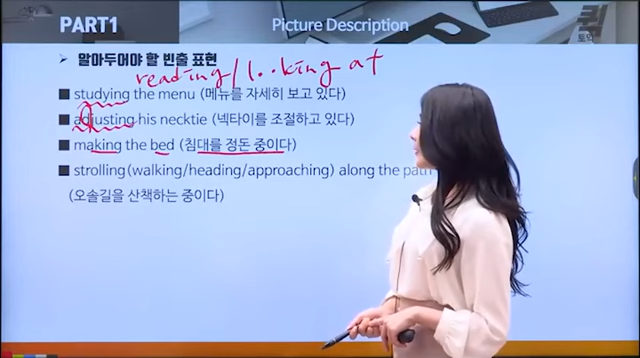 PART1
Picture Description
➤ 알아두어야 할 빈출 표현
reading/looking at
■ studying the menu (메뉴를 자세히 보고 있다)
■ adjusting his necktie (넥타이를 조절하고 있다)
■ making the bed (침대를 정돈 중이다)
■ strolling(walking/heading/approaching) along the path
(오솔길을 산책하는 중이다)